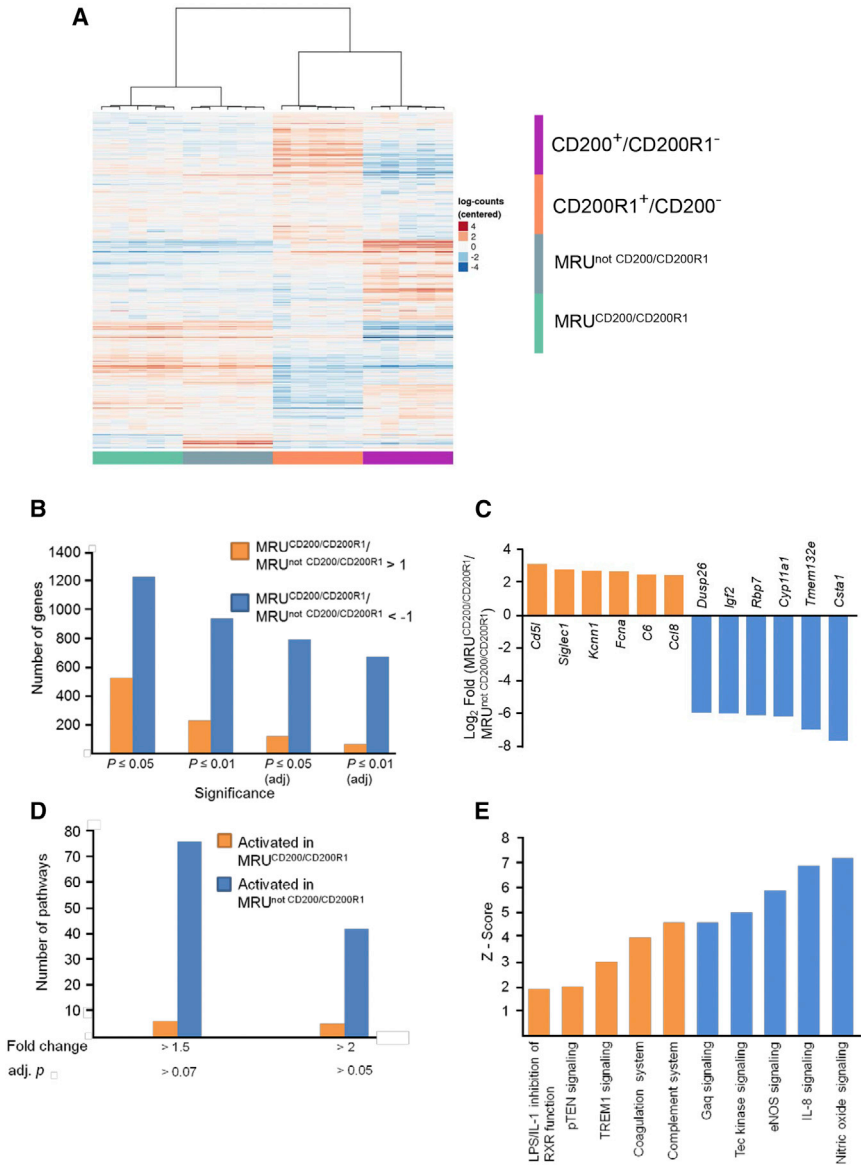 A
log-counts
(centered)
4
2
0
-2
-4
CD200+/CD200R1-
CD200R1+/CD200-
MRUnot CD200/CD200R1
MRUCD200/CD200R1
B
Number of genes
1400
1200
1000
800
600
400
200
MRUCD200/CD200R1/
MRUnot CD200/CD200R1 > 1
MRUCD200/CD200R1/
MRUnot CD200/CD200R1 < -1
P ≤ 0.05
P ≤ 0.01
P ≤ 0.05
(adj)
P ≤ 0.01
(adj)
Significance
C
Log2 Fold (MRUCD200/CD200R1/
MRUnot CD200/CD200R1)
4
2
0
-2
-4
-6
-8
Cd5l
Siglec1
Kcnn1
Fcna
C6
Ccl8
Dusp26
Igf2
Rbp7
Cyp11a1
Tmem132e
Csta1
D
Number of pathways
80
70
60
50
40
30
20
10
Activated in
MRUCD200/CD200R1
Activated in
MRUnot CD200/CD200R1
Fold change
> 1.5
> 2
adj. p
> 0.07
> 0.05
E
Z - Score
8
7
6
5
4
3
2
1
LPS/IL-1 inhibition of
RXR function
pTEN signaling
TREM1 signaling
Coagulation system
Complement system
Gaq signaling
Tec kinase signaling
eNOS signaling
IL-8 signaling
Nitric oxide signaling